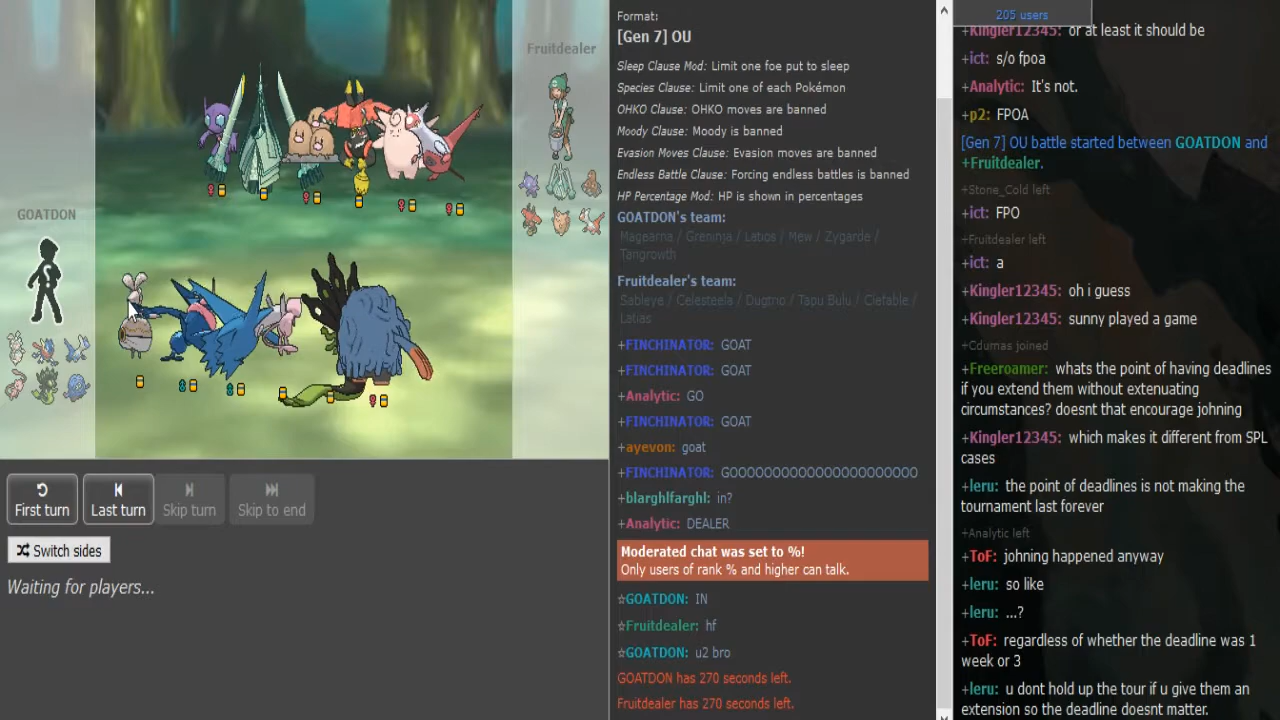 Fruitdealer
GOATDON
First turn
Last turn
Skip turn
Skip to end
Switch sides
Waiting for players...
Format:
[Gen 7] OU
Sleep Clause Mod: Limit one foe put to sleep
Species Clause: Limit one of each Pokémon
OHKO Clause: OHKO moves are banned
Moody Clause: Moody is banned
Evasion Moves Clause: Evasion moves are banned
Endless Battle Clause: Forcing endless battles is banned
HP Percentage Mod: HP is shown in percentages
GOATDON's team:
Magearna / Greninja / Latios / Mew / Zygarde /
Tangrowth
Fruitdealer's team:
Sableye / Celesteela / Dugtrio / Tapu Bulu / Clefable /
Latias
+FINCHINATOR: GOAT
+FINCHINATOR: GOAT
+Analytic: GO
+FINCHINATOR: GOAT
+ayevon: goat
+FINCHINATOR: GOOOOOOOOOOOOOOOOOOOOOOO
+blarghlfarghl: in?
+Analytic: DEALER
Moderated chat was set to %!
Only users of rank % and higher can talk.
☆GOATDON: IN
☆Fruitdealer: hf
☆GOATDON: u2 bro
GOATDON has 270 seconds left.
Fruitdealer has 270 seconds left.
205 users
+Kingler12345: or at least it should be
+ict: s/o fpoa
+Analytic: It's not.
+p2: FPOA
[Gen 7] OU battle started between GOATDON and
+Fruitdealer.
+Stone_Cold left
+ict: FPO
+Fruitdealer left
+ict: a
+Kingler12345: oh i guess
+Kingler12345: sunny played a game
+Cdumas joined
+Freeroamer: whats the point of having deadlines
if you extend them without extenuating
circumstances? doesnt that encourage johning
+Kingler12345: which makes it different from SPL
cases
+leru: the point of deadlines is not making the
tournament last forever
+Analytic left
+ToF: johning happened anyway
+leru: so like
+leru: ...?
+ToF: regardless of whether the deadline was 1
week or 3
+leru: u dont hold up the tour if u give them an
extension so the deadline doesnt matter.